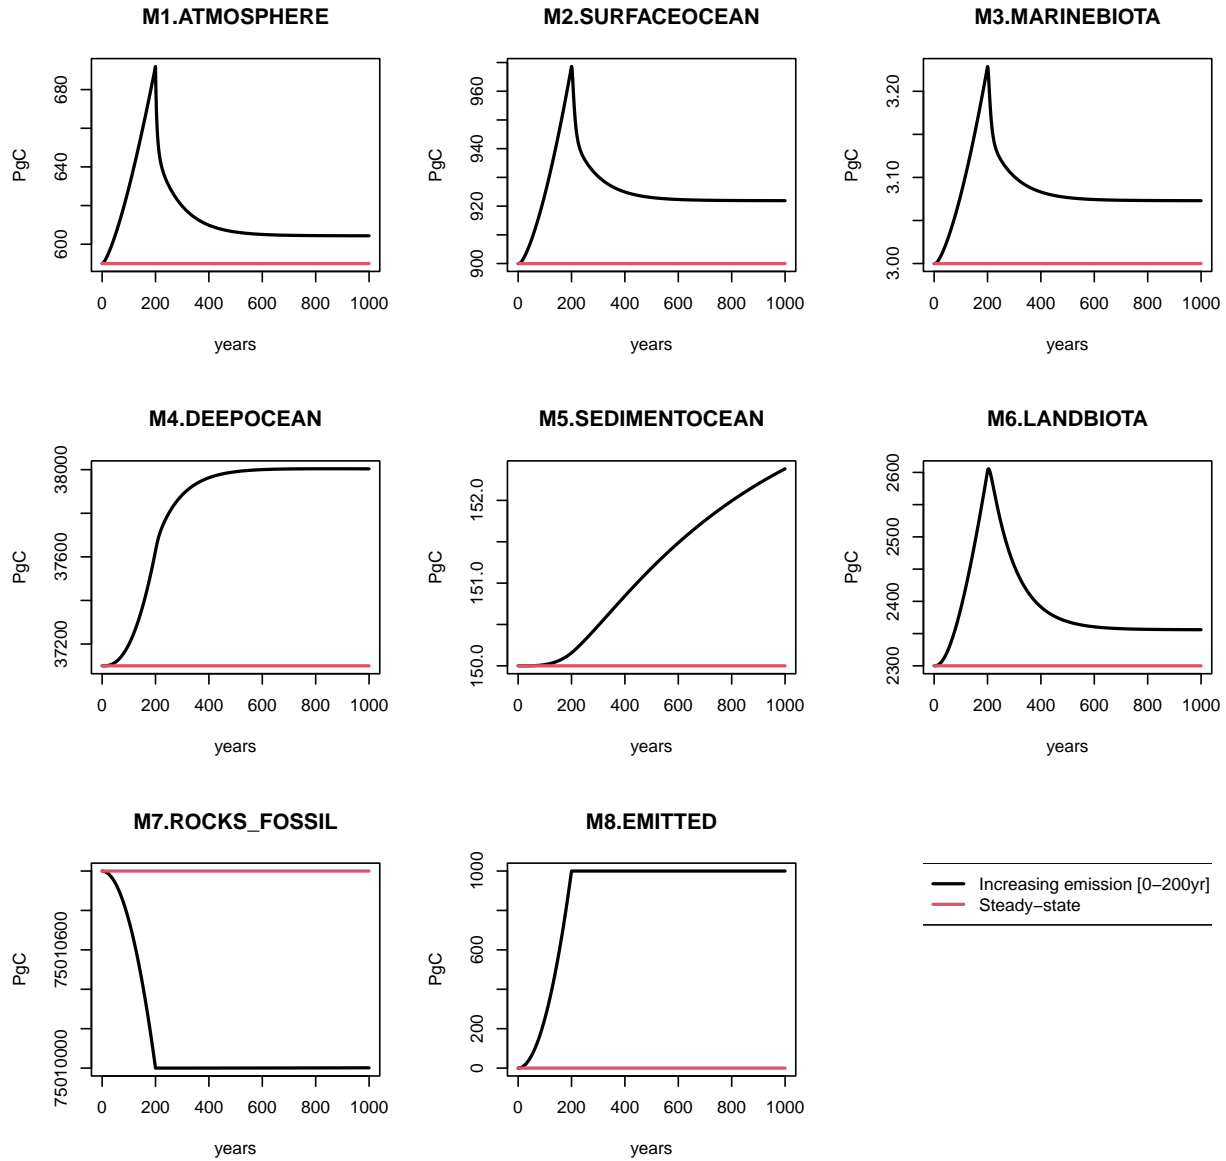 M1.ATMOSPHERE
PgC
600
640
680
0 200 400 600 800 1000
years
M2.SURFACEOCEAN
PgC
900
920
940
960
0 200 400 600 800 1000
years
M3.MARINEBIOTA
PgC
3.00
3.10
3.20
0 200 400 600 800 1000
years
M4.DEEPOCEAN
PgC
37200
37600
38000
0 200 400 600 800 1000
years
M5.SEDIMENTOCEAN
PgC
150.0
151.0
152.0
0 200 400 600 800 1000
years
M6.LANDBIOTA
PgC
2300
2400
2500
2600
0 200 400 600 800 1000
years
M7.ROCKS_FOSSIL
PgC
75010000
75010600
0 200 400 600 800 1000
years
M8.EMITTED
PgC
0
200
600
1000
0 200 400 600 800 1000
years
Increasing emission [0−200yr]
Steady−state